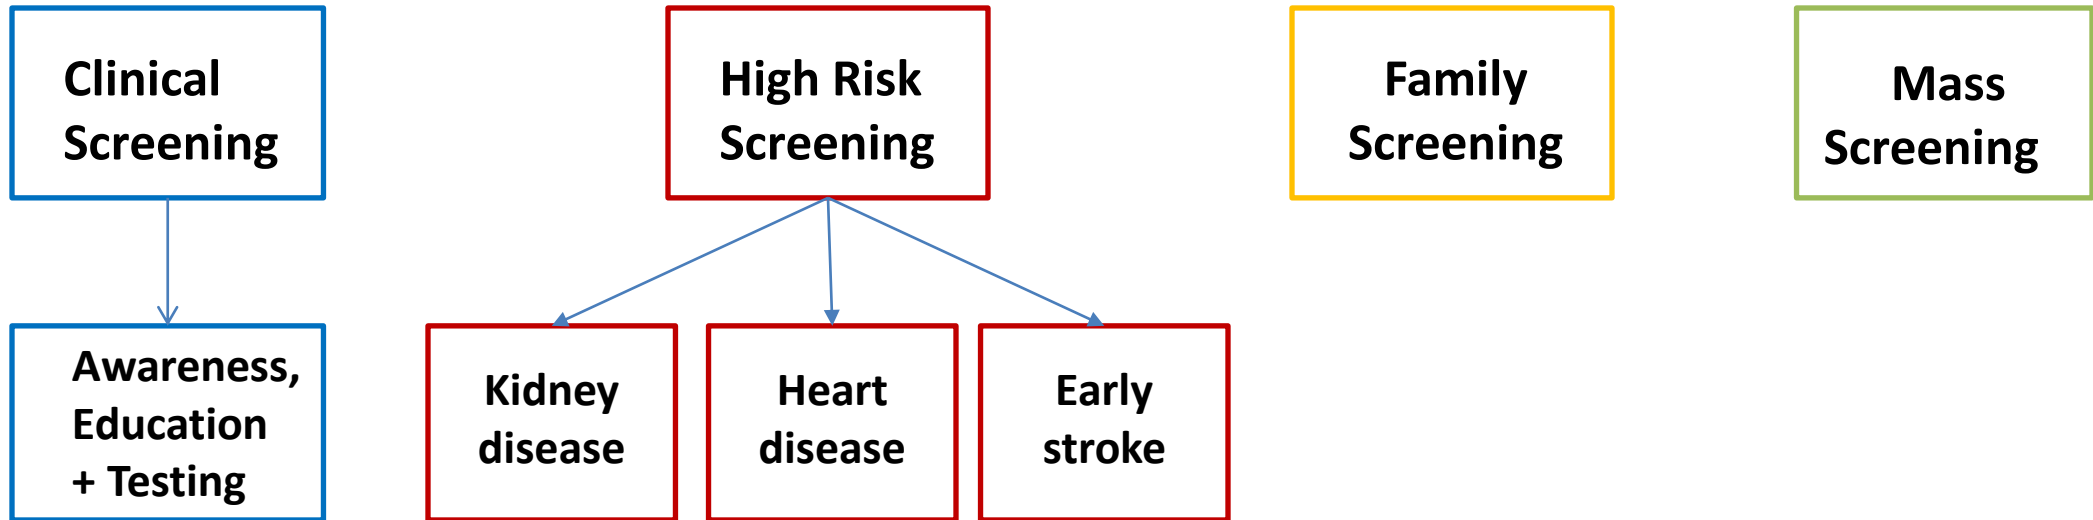 Clinical
Screening
High Risk
Screening
Family
Screening
Mass
Screening
Awareness,
Education
+ Testing
Kidney
disease
Heart
disease
Early
stroke